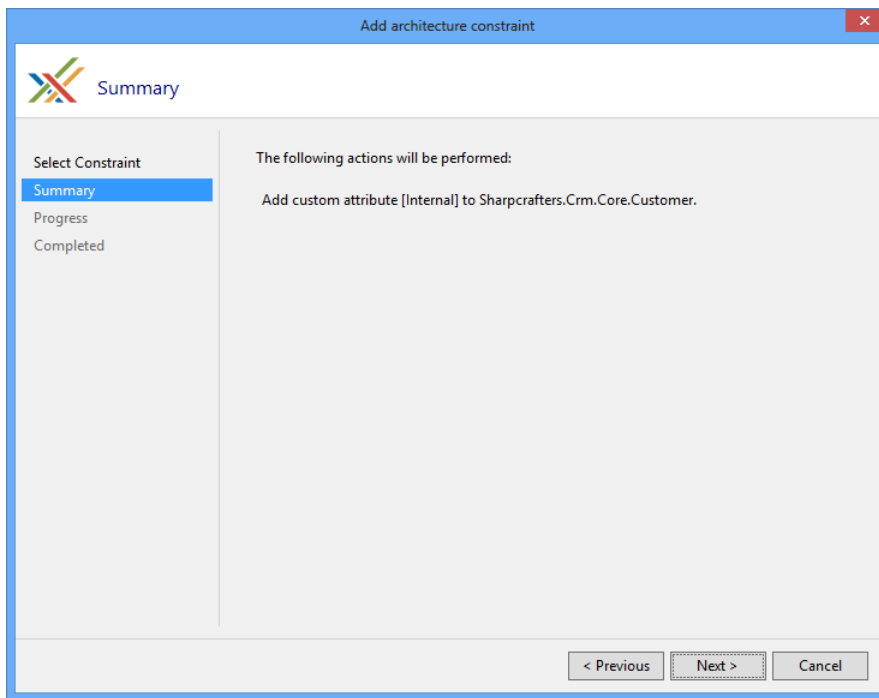 Add architecture constraint
Summary
Select Constraint
Summary
Progress
Completed
The following actions will be performed:
Add custom attribute [Internal] to Sharpcrafters.Crm.Core.Customer.
< Previous
Next >
Cancel